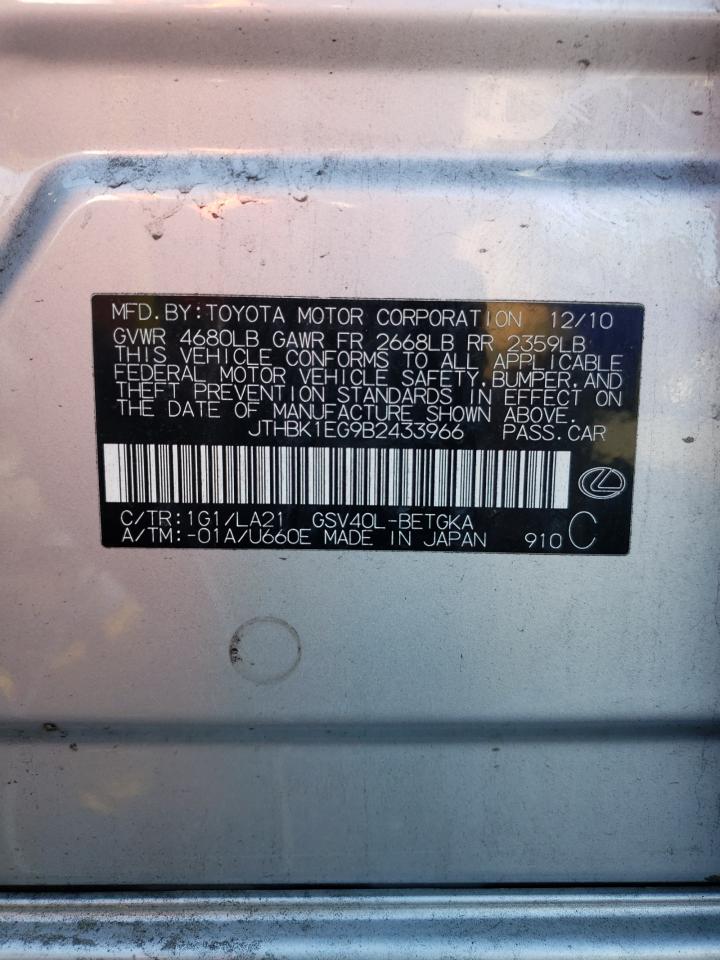 MFD.BY:TOYOTA MOTOR CORPORATION 12/10
GVWR 4680LB GAWR FR 2668LB RR 2359LB
THIS VEHICLE CONFORMS TO ALL APPLICABLE
FEDERAL MOTOR VEHICLE SAFETY,BUMPER,AND
THEFT PREVENTION STANDARDS IN EFFECT ON
THE DATE OF MANUFACTURE SHOWN ABOVE.
JTHBK1EG9B2433966 PASS.CAR
C/TR:1G1/LA21 GSV40L-BETGKA
A/TM:-01A/U660E MADE IN JAPAN 910 C